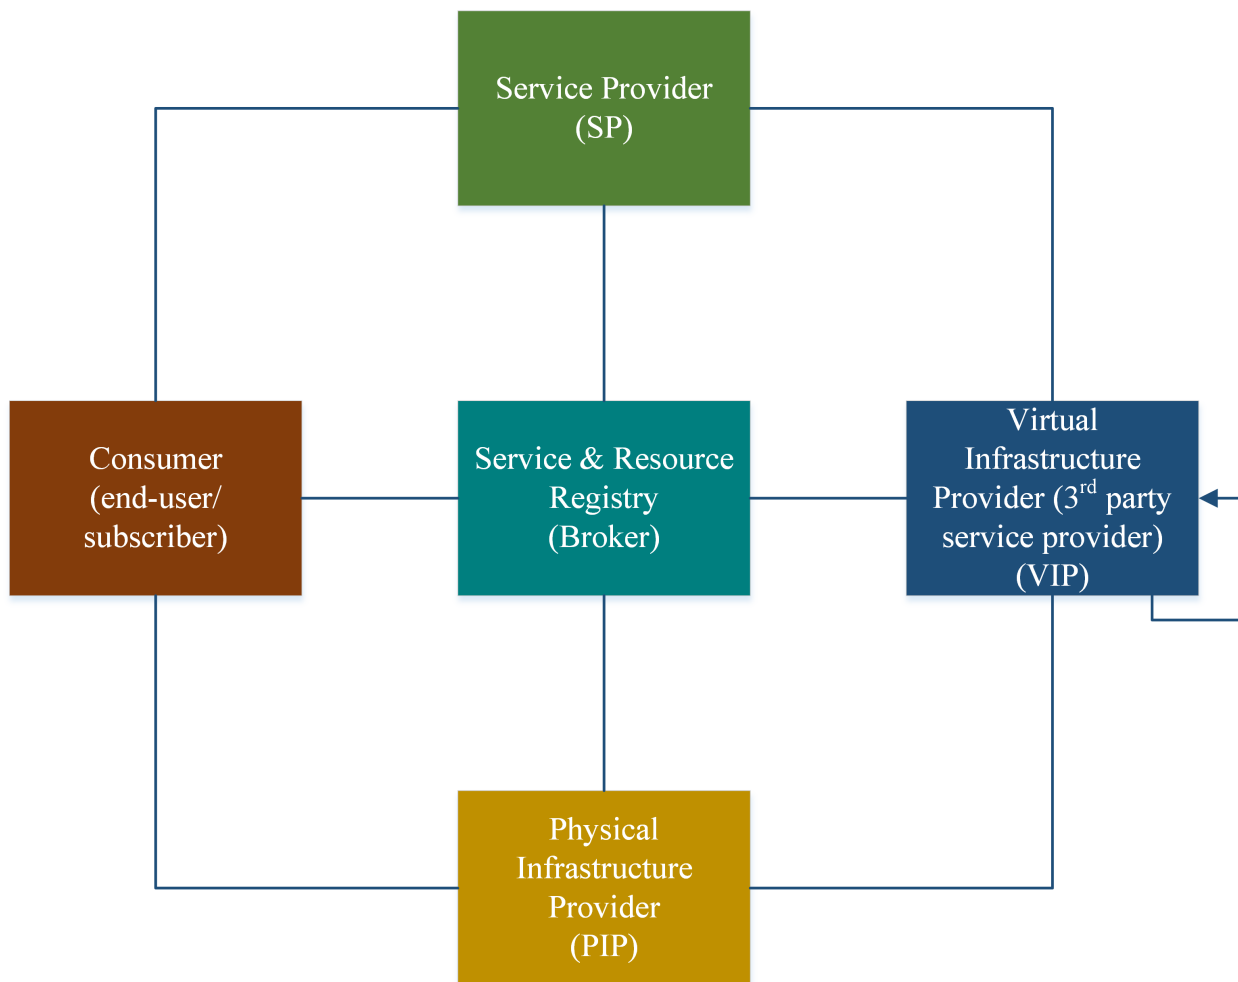 Service Provider
(SP)
Consumer
(end-user/
subscriber)
Service & Resource
Registry
(Broker)
Virtual
Infrastructure
Provider (3rd party
service provider)
(VIP)
Physical
Infrastructure
Provider
(PIP)